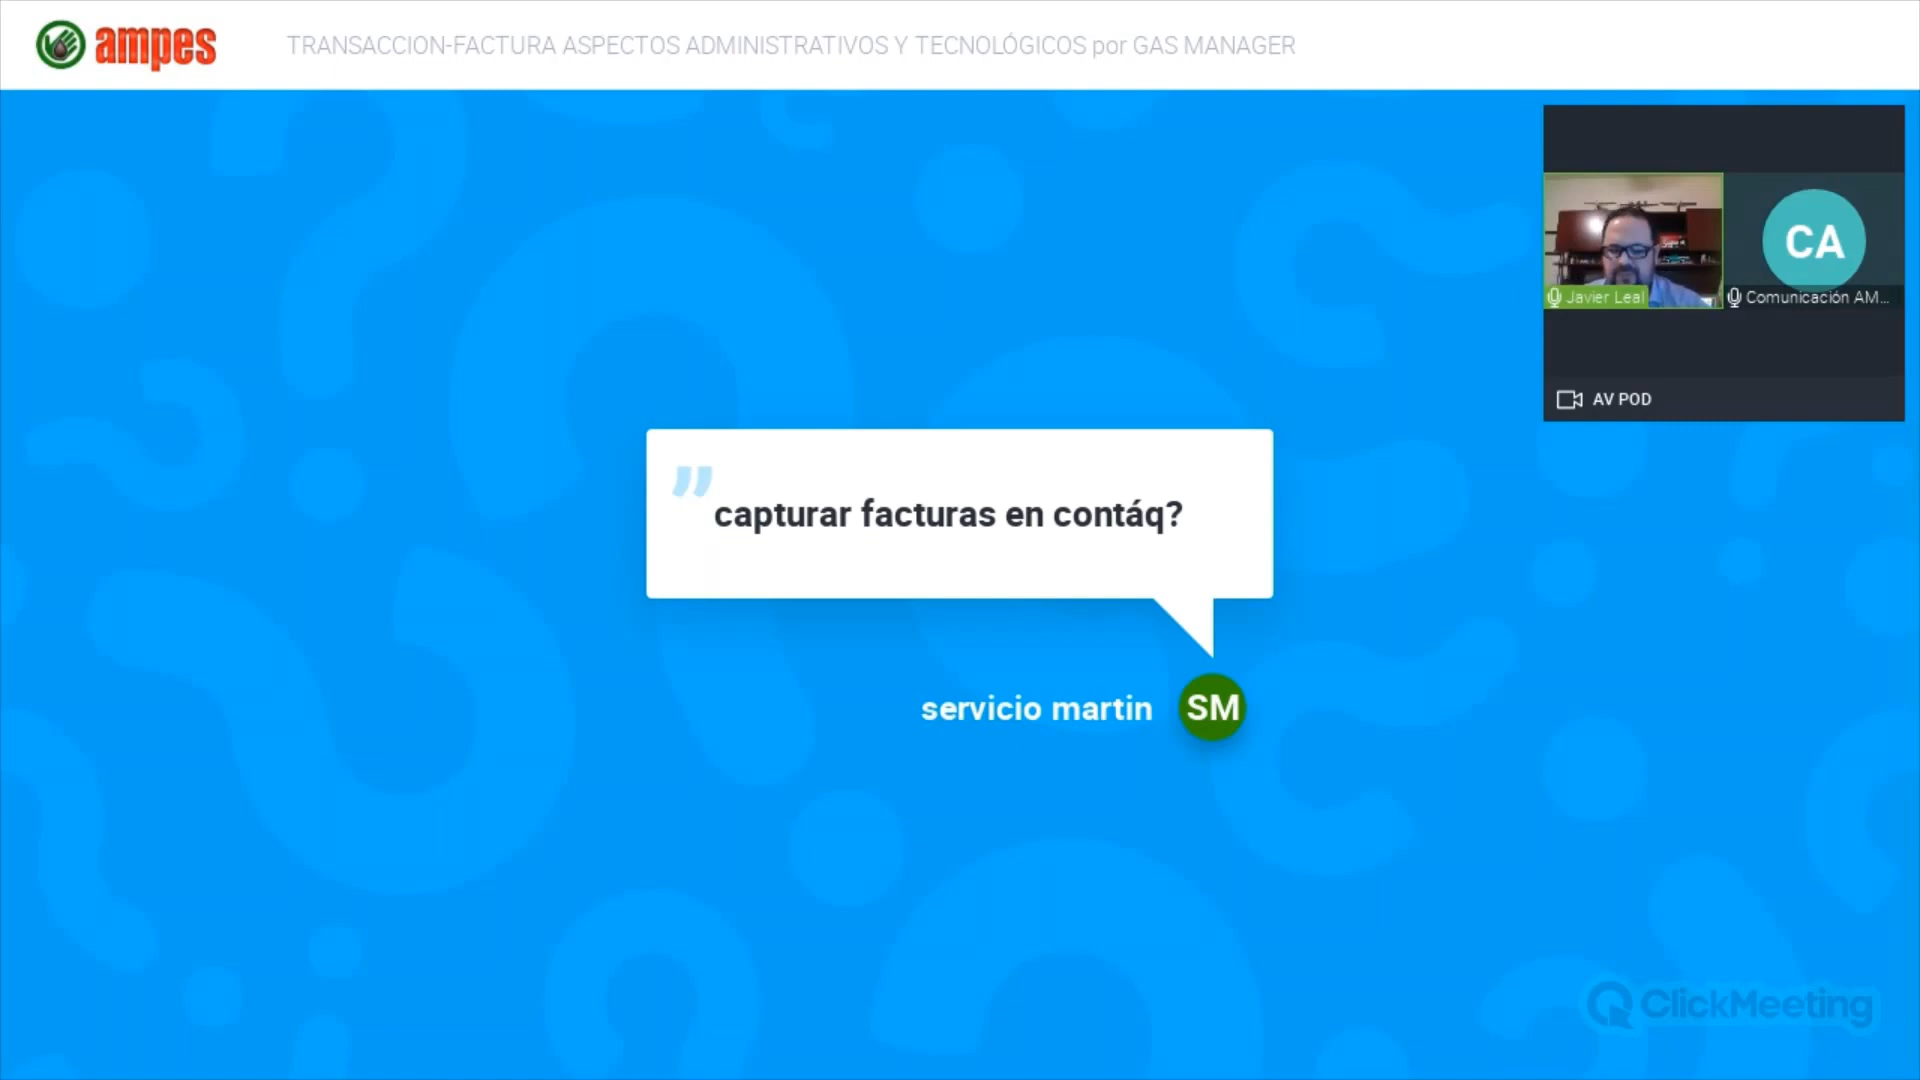 ampes
TRANSACCION-FACTURA ASPECTOS ADMINISTRATIVOS Y TECNOLÓGICOS por GAS MANAGER
CA
Javier Leal
Comunicación AM...
AV POD
" capturar facturas en contáq?
servicio martin
SM
ClickMeeting